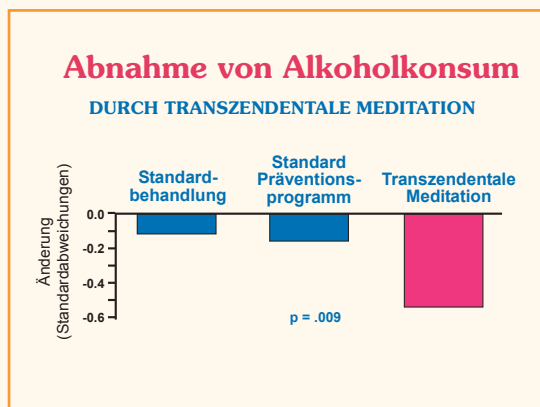 Abnahme von Alkoholkonsum
DURCH TRANSZENDENTALE MEDITATION
Standard-
behandlung
Standard
Präventions-
programm
Transzendentale
Meditation
Änderung
(Standardabweichungen)
0.0
-0.2
-0.4
-0.6
p = .009